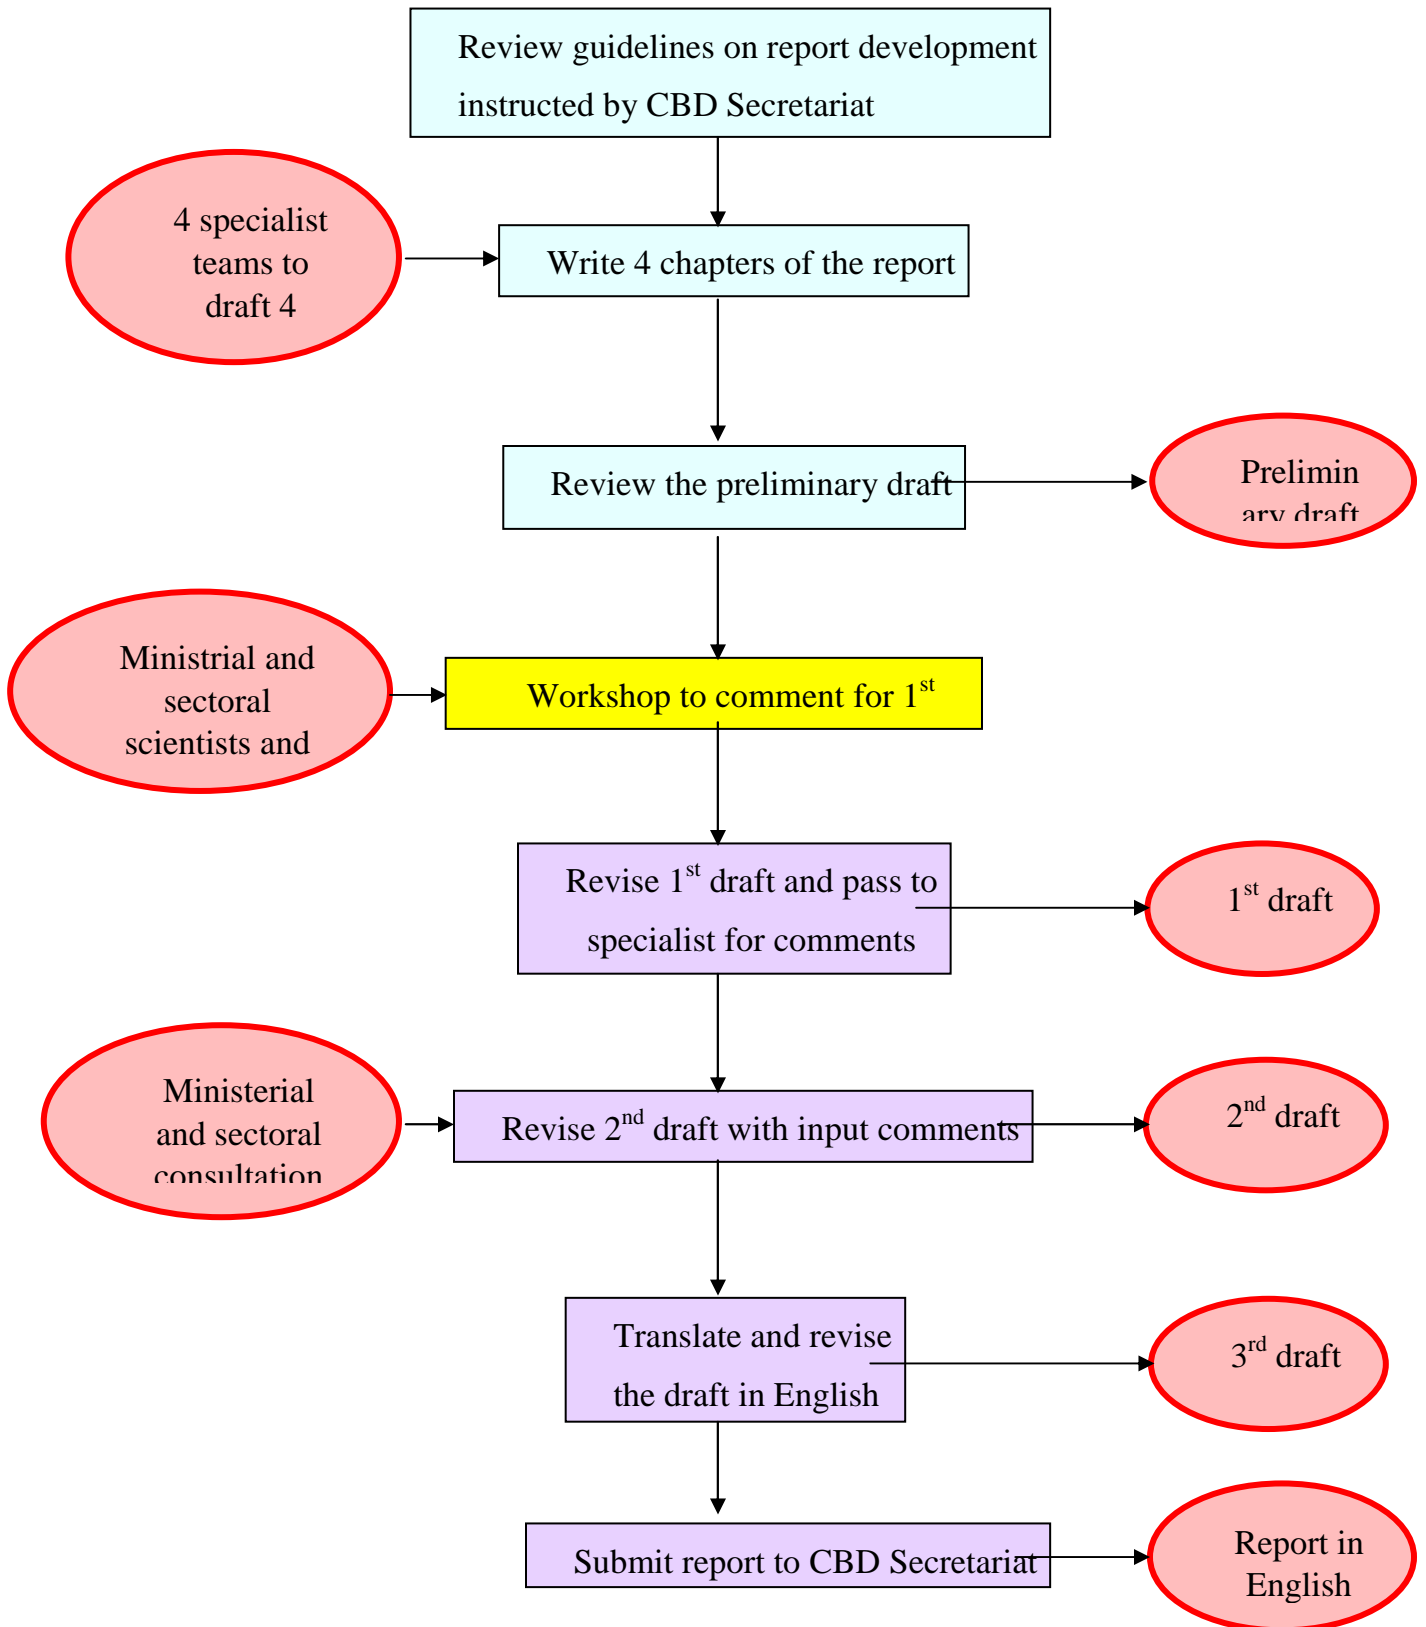 Review guidelines on report development
instructed by CBD Secretariat
4 specialist
teams to
draft 4
Write 4 chapters of the report
Review the preliminary draft
Prelimin
ary draft
Ministrial and
sectoral
scientists and
Workshop to comment for 1st
Revise 1st draft and pass to
specialist for comments
1st draft
Ministerial
and sectoral
consultation
Revise 2nd draft with input comments
2nd draft
Translate and revise
the draft in English
3rd draft
Submit report to CBD Secretariat
Report in
English